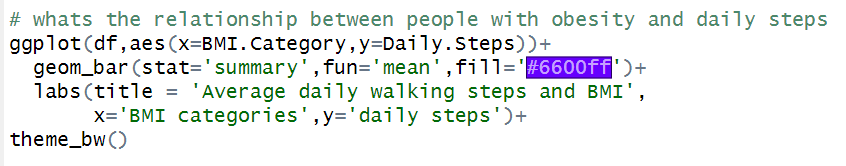 # whats the relationship between people with obesity and daily steps
ggplot(df,aes(x=BMI.Category,y=Daily.Steps))+
  geom_bar(stat='summary',fun='mean',fill='#6600ff')+
  labs(title = 'Average daily walking steps and BMI',
       x='BMI categories',y='daily steps')+
theme_bw()